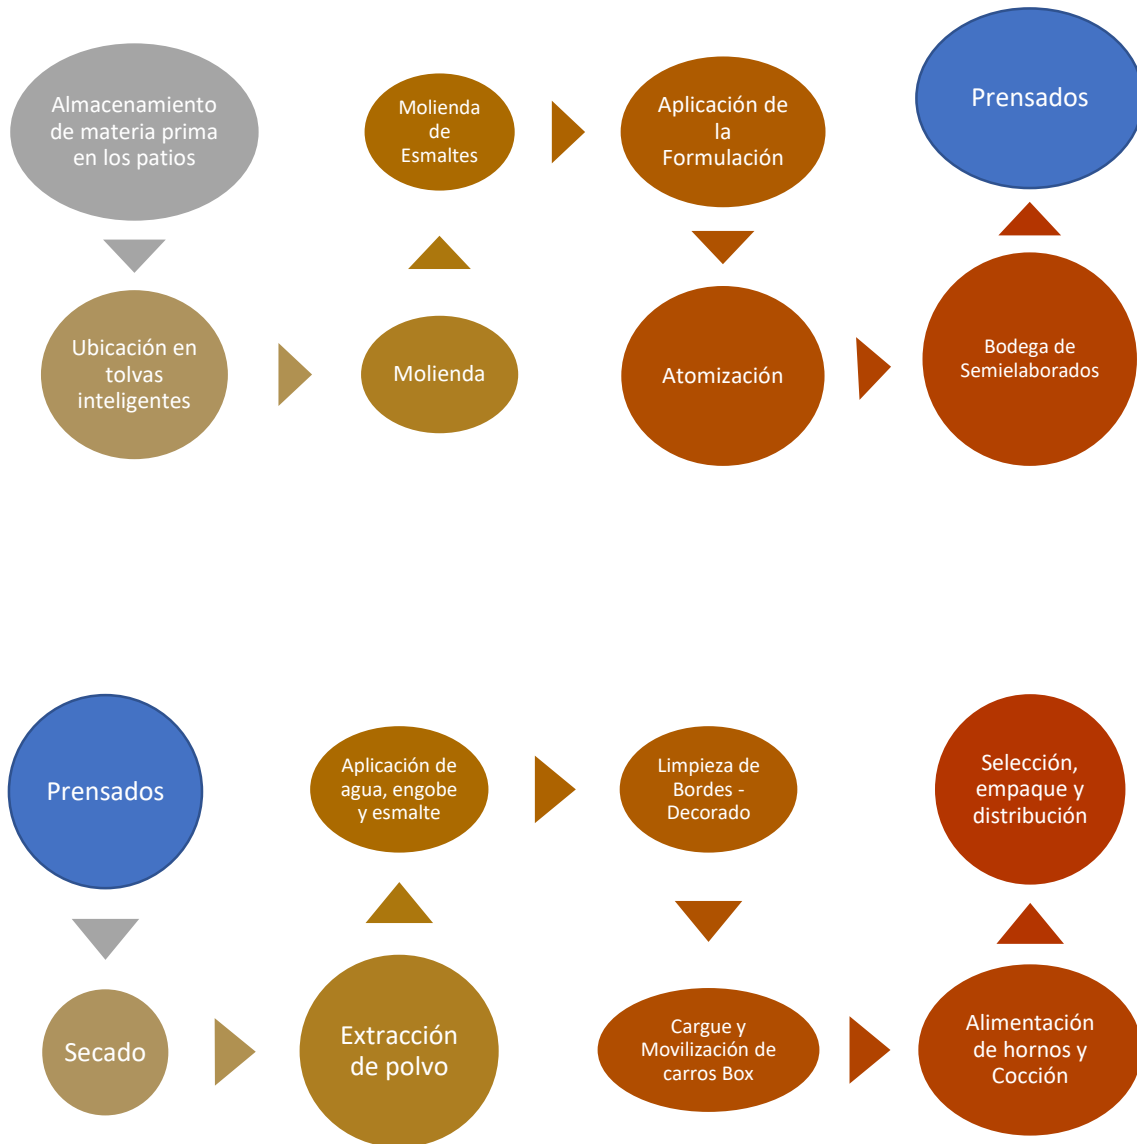 Almacenamiento
de materia prima
en los patios
Ubicación en
tolvas
inteligentes
Molienda
Molienda
de
Esmaltes
Aplicación de
la
Formulación
Atomización
Bodega de
Semielaborados
Prensados
Prensados
Secado
Extracción
de polvo
Aplicación de
agua, engobe
y esmalte
Limpieza de
Bordes -
Decorado
Cargue y
Movilización de
carros Box
Alimentación
de hornos y
Cocción
Selección,
empaque y
distribución